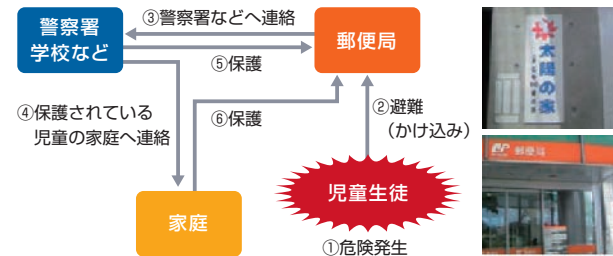 警察署
学校など
③警察署などへ連絡
郵便局
⑤保護
④保護されている
児童の家庭へ連絡
⑥保護
②避難
（かけ込み）
家庭
児童生徒
①危険発生
太陽の家
郵便局